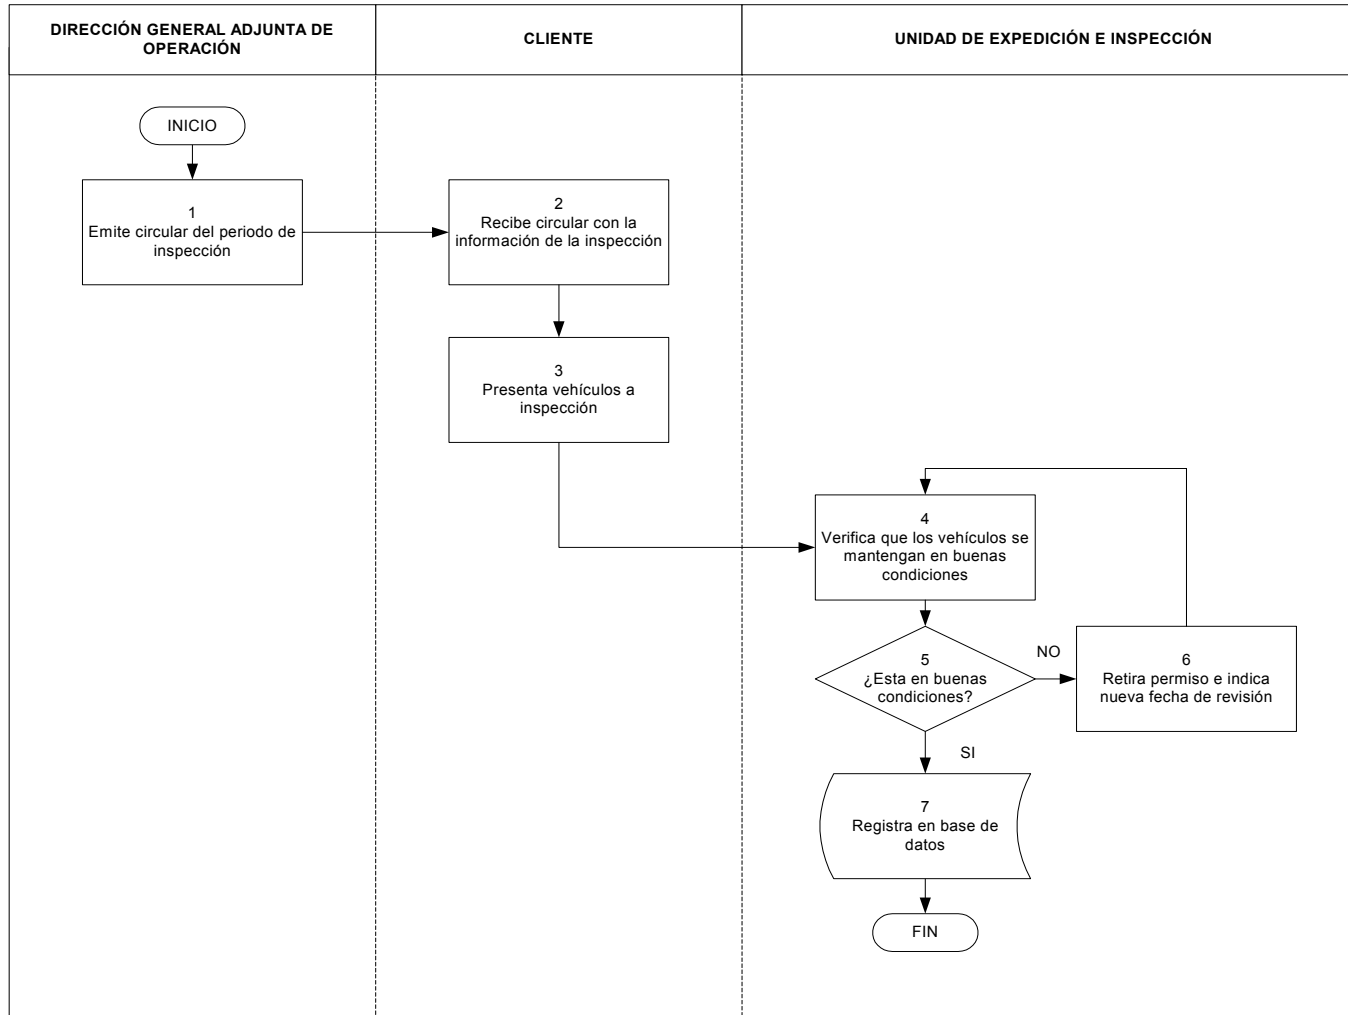 DIRECCIÓN GENERAL ADJUNTA DE
OPERACIÓN
CLIENTE
UNIDAD DE EXPEDICIÓN E INSPECCIÓN
INICIO
1
Emite circular del periodo de
inspección
2
Recibe circular con la
información de la inspección
3
Presenta vehículos a
inspección
4
Verifica que los vehículos se
mantengan en buenas
condiciones
5
¿Esta en buenas
condiciones?
NO
6
Retira permiso e indica
nueva fecha de revisión
SI
7
Registra en base de
datos
FIN